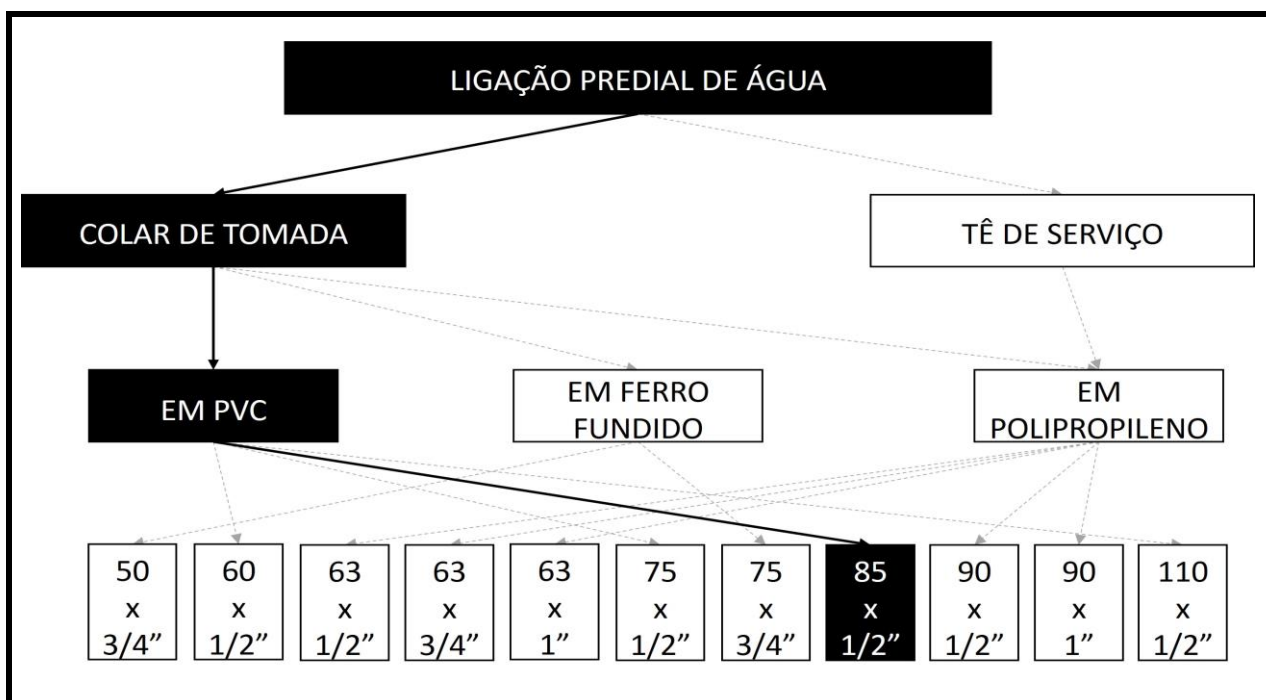 LIGAÇÃO PREDIAL DE ÁGUA
COLAR DE TOMADA
TÊ DE SERVIÇO
EM PVC
EM FERRO
FUNDIDO
EM
POLIPROPILENO
50
x
3/4”
60
x
1/2”
63
x
1/2”
63
x
3/4”
63
x
1”
75
x
1/2”
75
x
3/4”
85
x
1/2”
90
x
1/2”
90
x
1”
110
x
1/2”